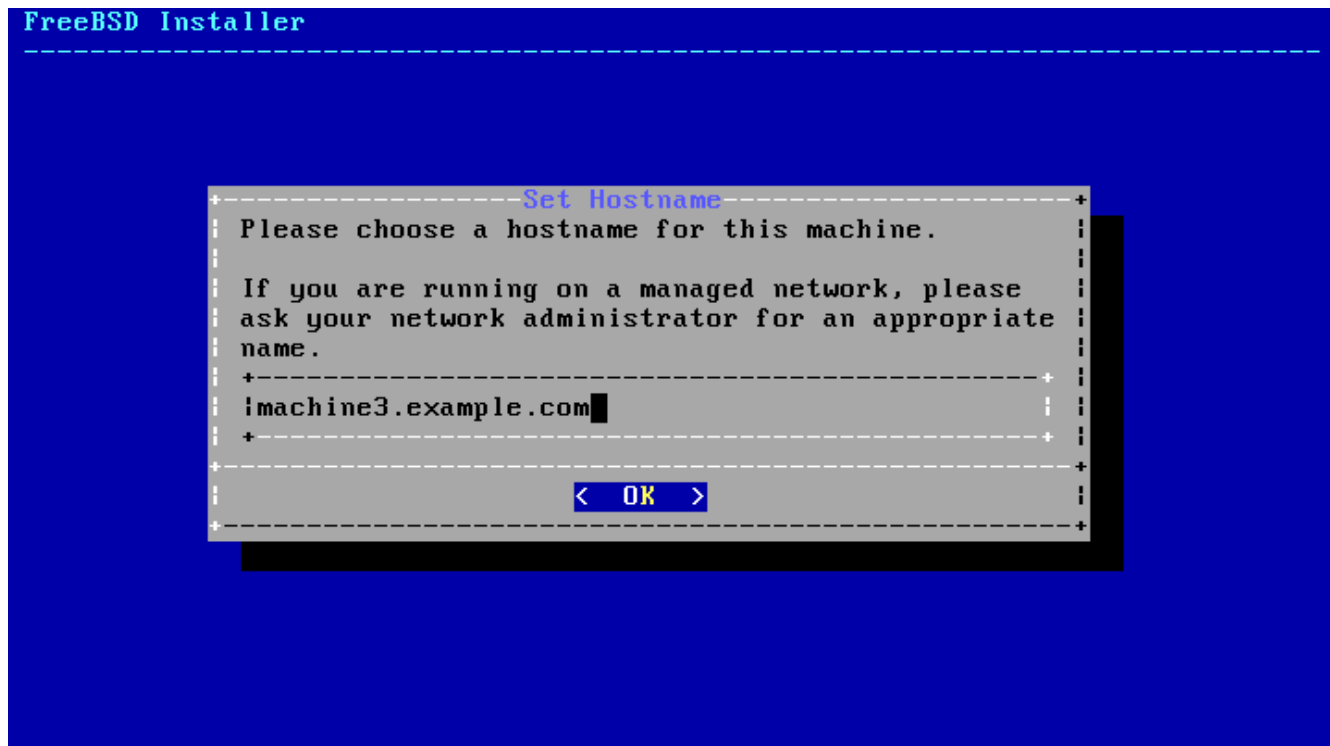 FreeBSD Installer
Set Hostname
Please choose a hostname for this machine.
If you are running on a managed network, please
ask your network administrator for an appropriate
name.
machine3.example.com
< OK >